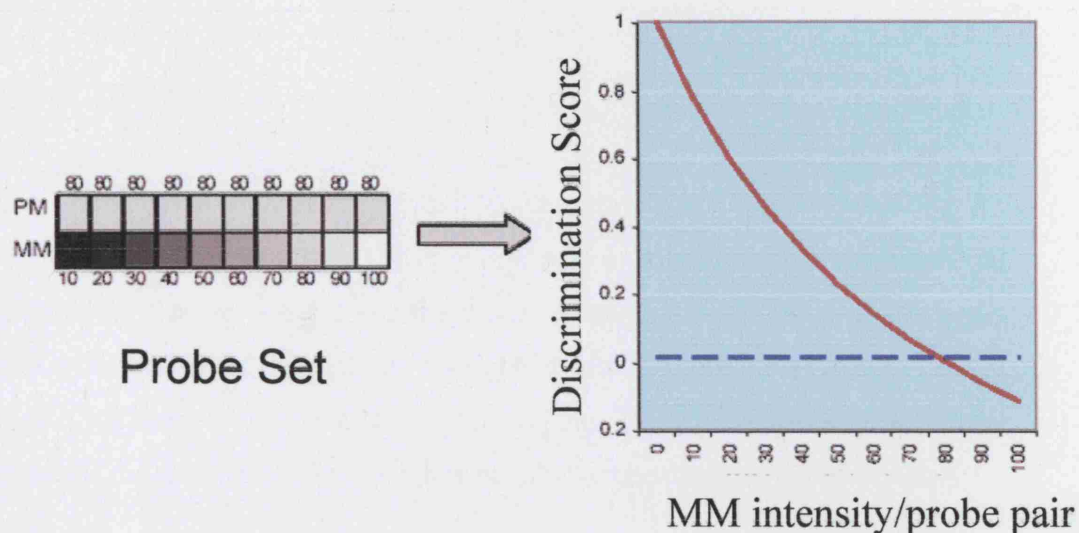 80 80 80 80 80 80 80 80 80 80
PM
MM
10 20 30 40 50 60 70 80 90 100
Probe Set
Discrimination Score
1
0.8
0.6
0.4
0.2
0
0.2
0 10 20 30 40 50 60 70 80 90 100
MM intensity/probe pair